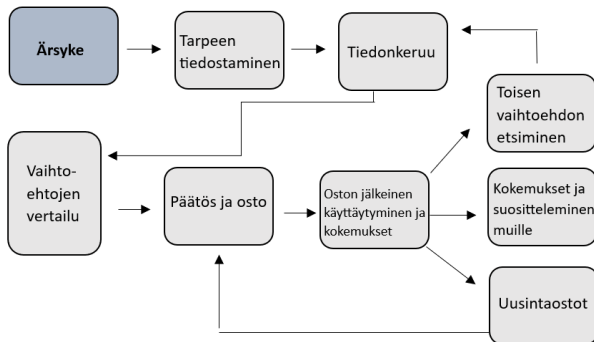 Ärsyke
Tarpeen
tiedostaminen
Tiedonkeruu
Toisen
vaihtoehdon
etsiminen
Vaihto-
ehtojen
vertailu
Päätös ja osto
Oston jälkeinen
käyttäytyminen ja
kokemukset
Kokemukset ja
suositteleminen
muille
Uusintaostot